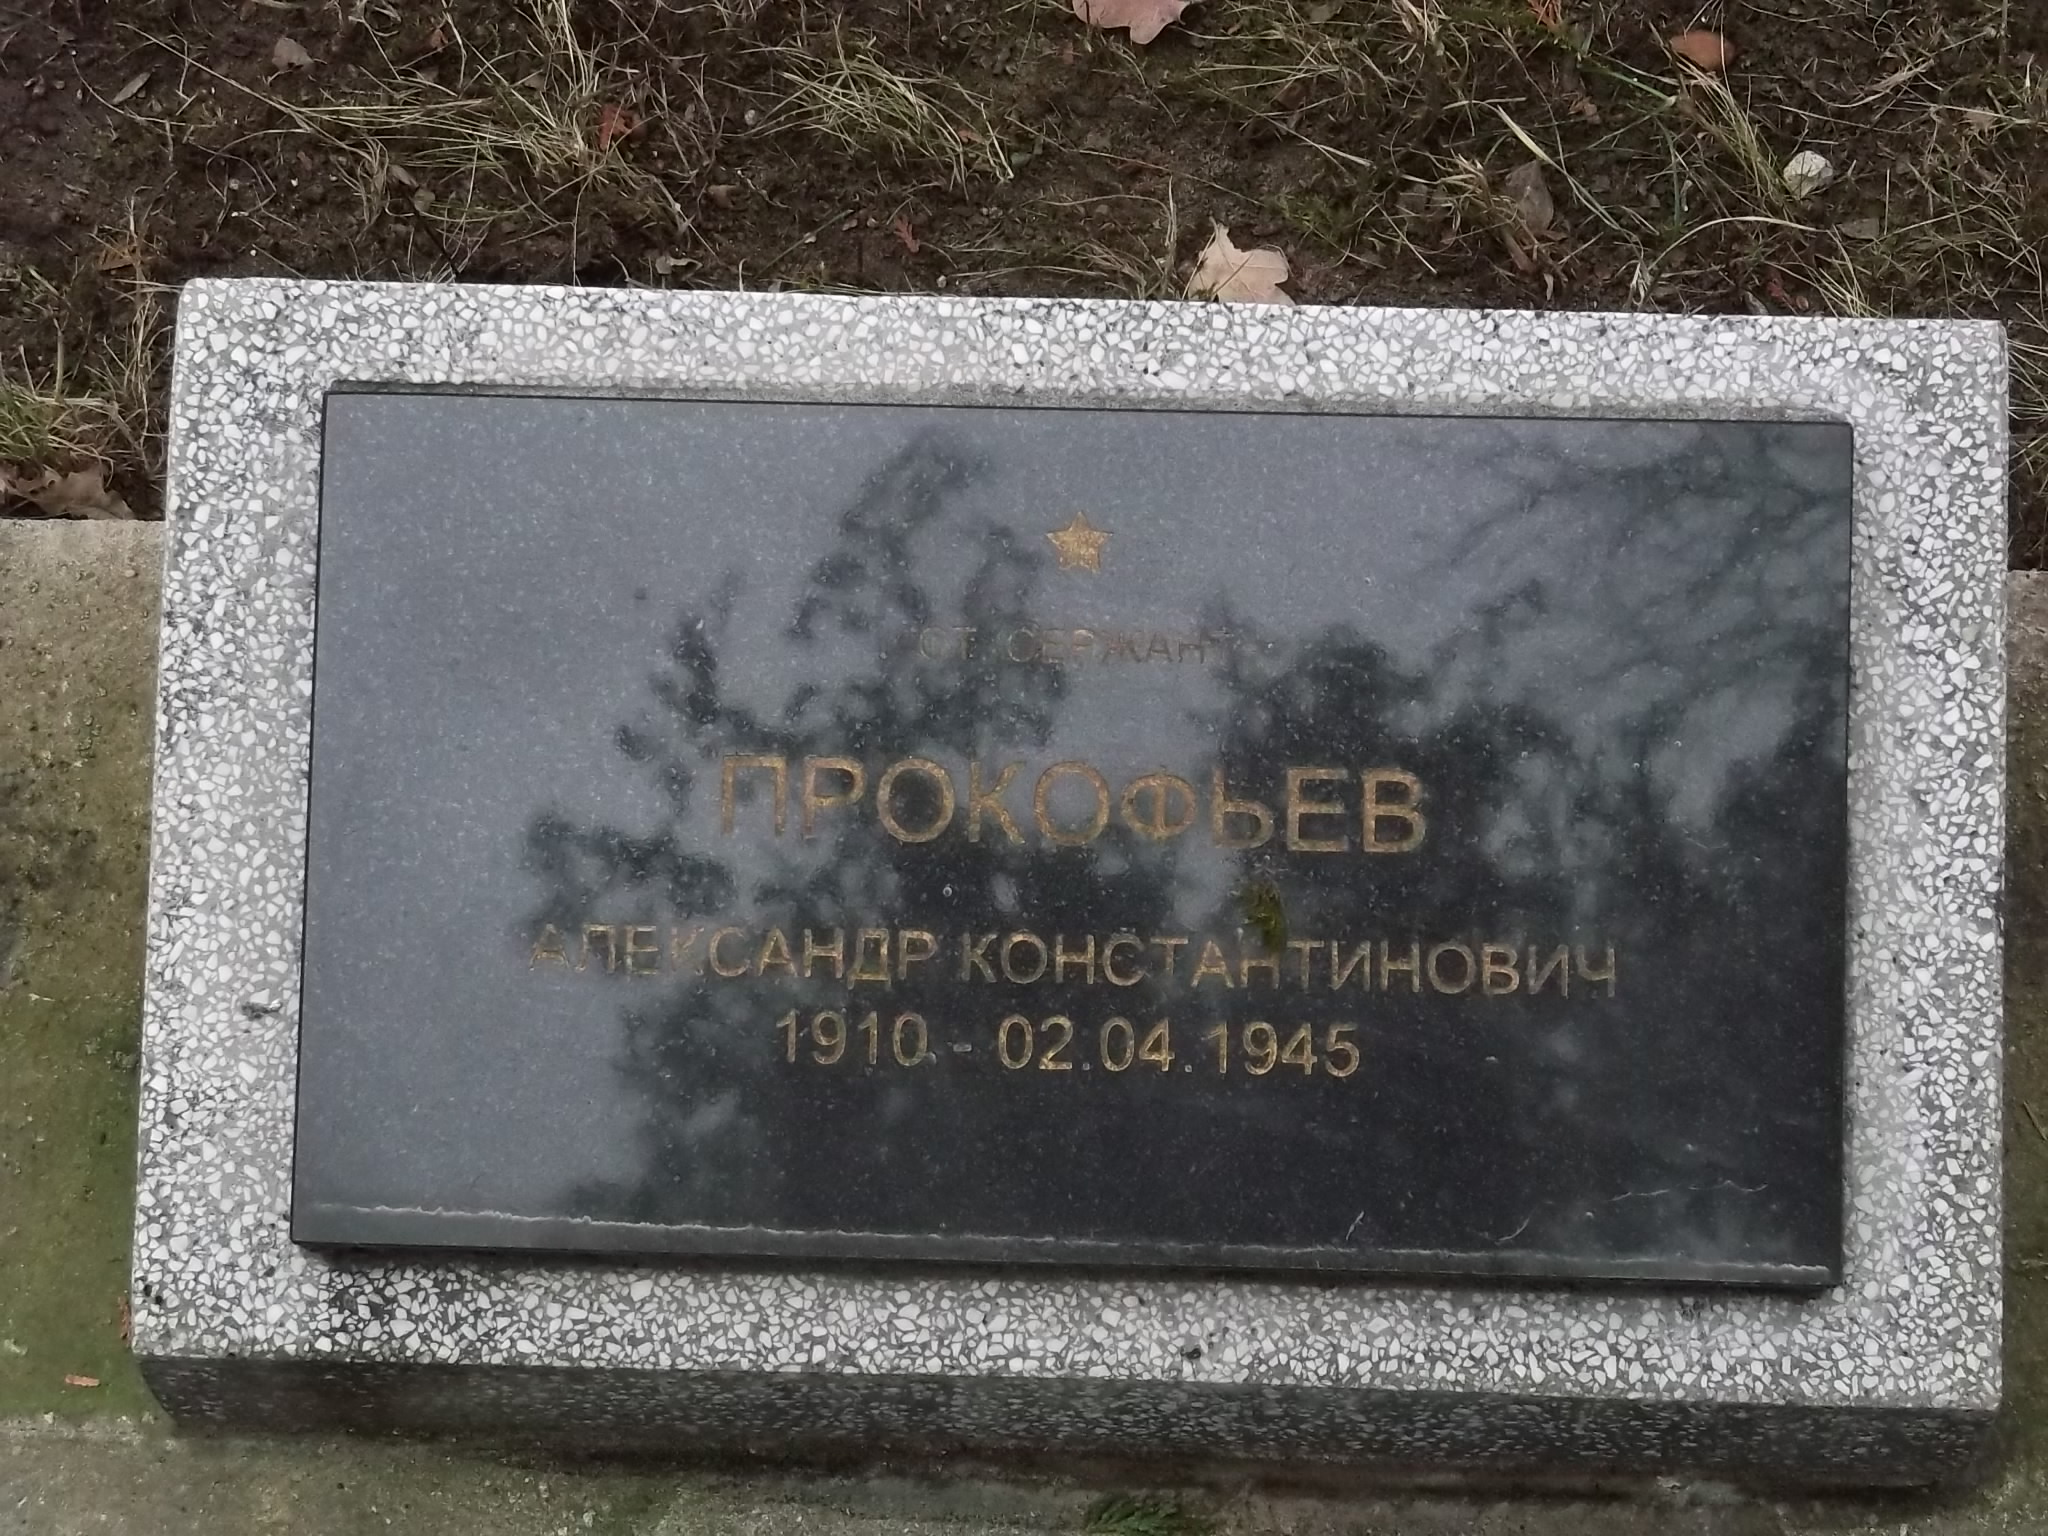 СТ. СЕРЖАНТ
ПРОКОФЬЕВ
АЛЕКСАНДР КОНСТАНТИНОВИЧ
1910 - 02.04.1945